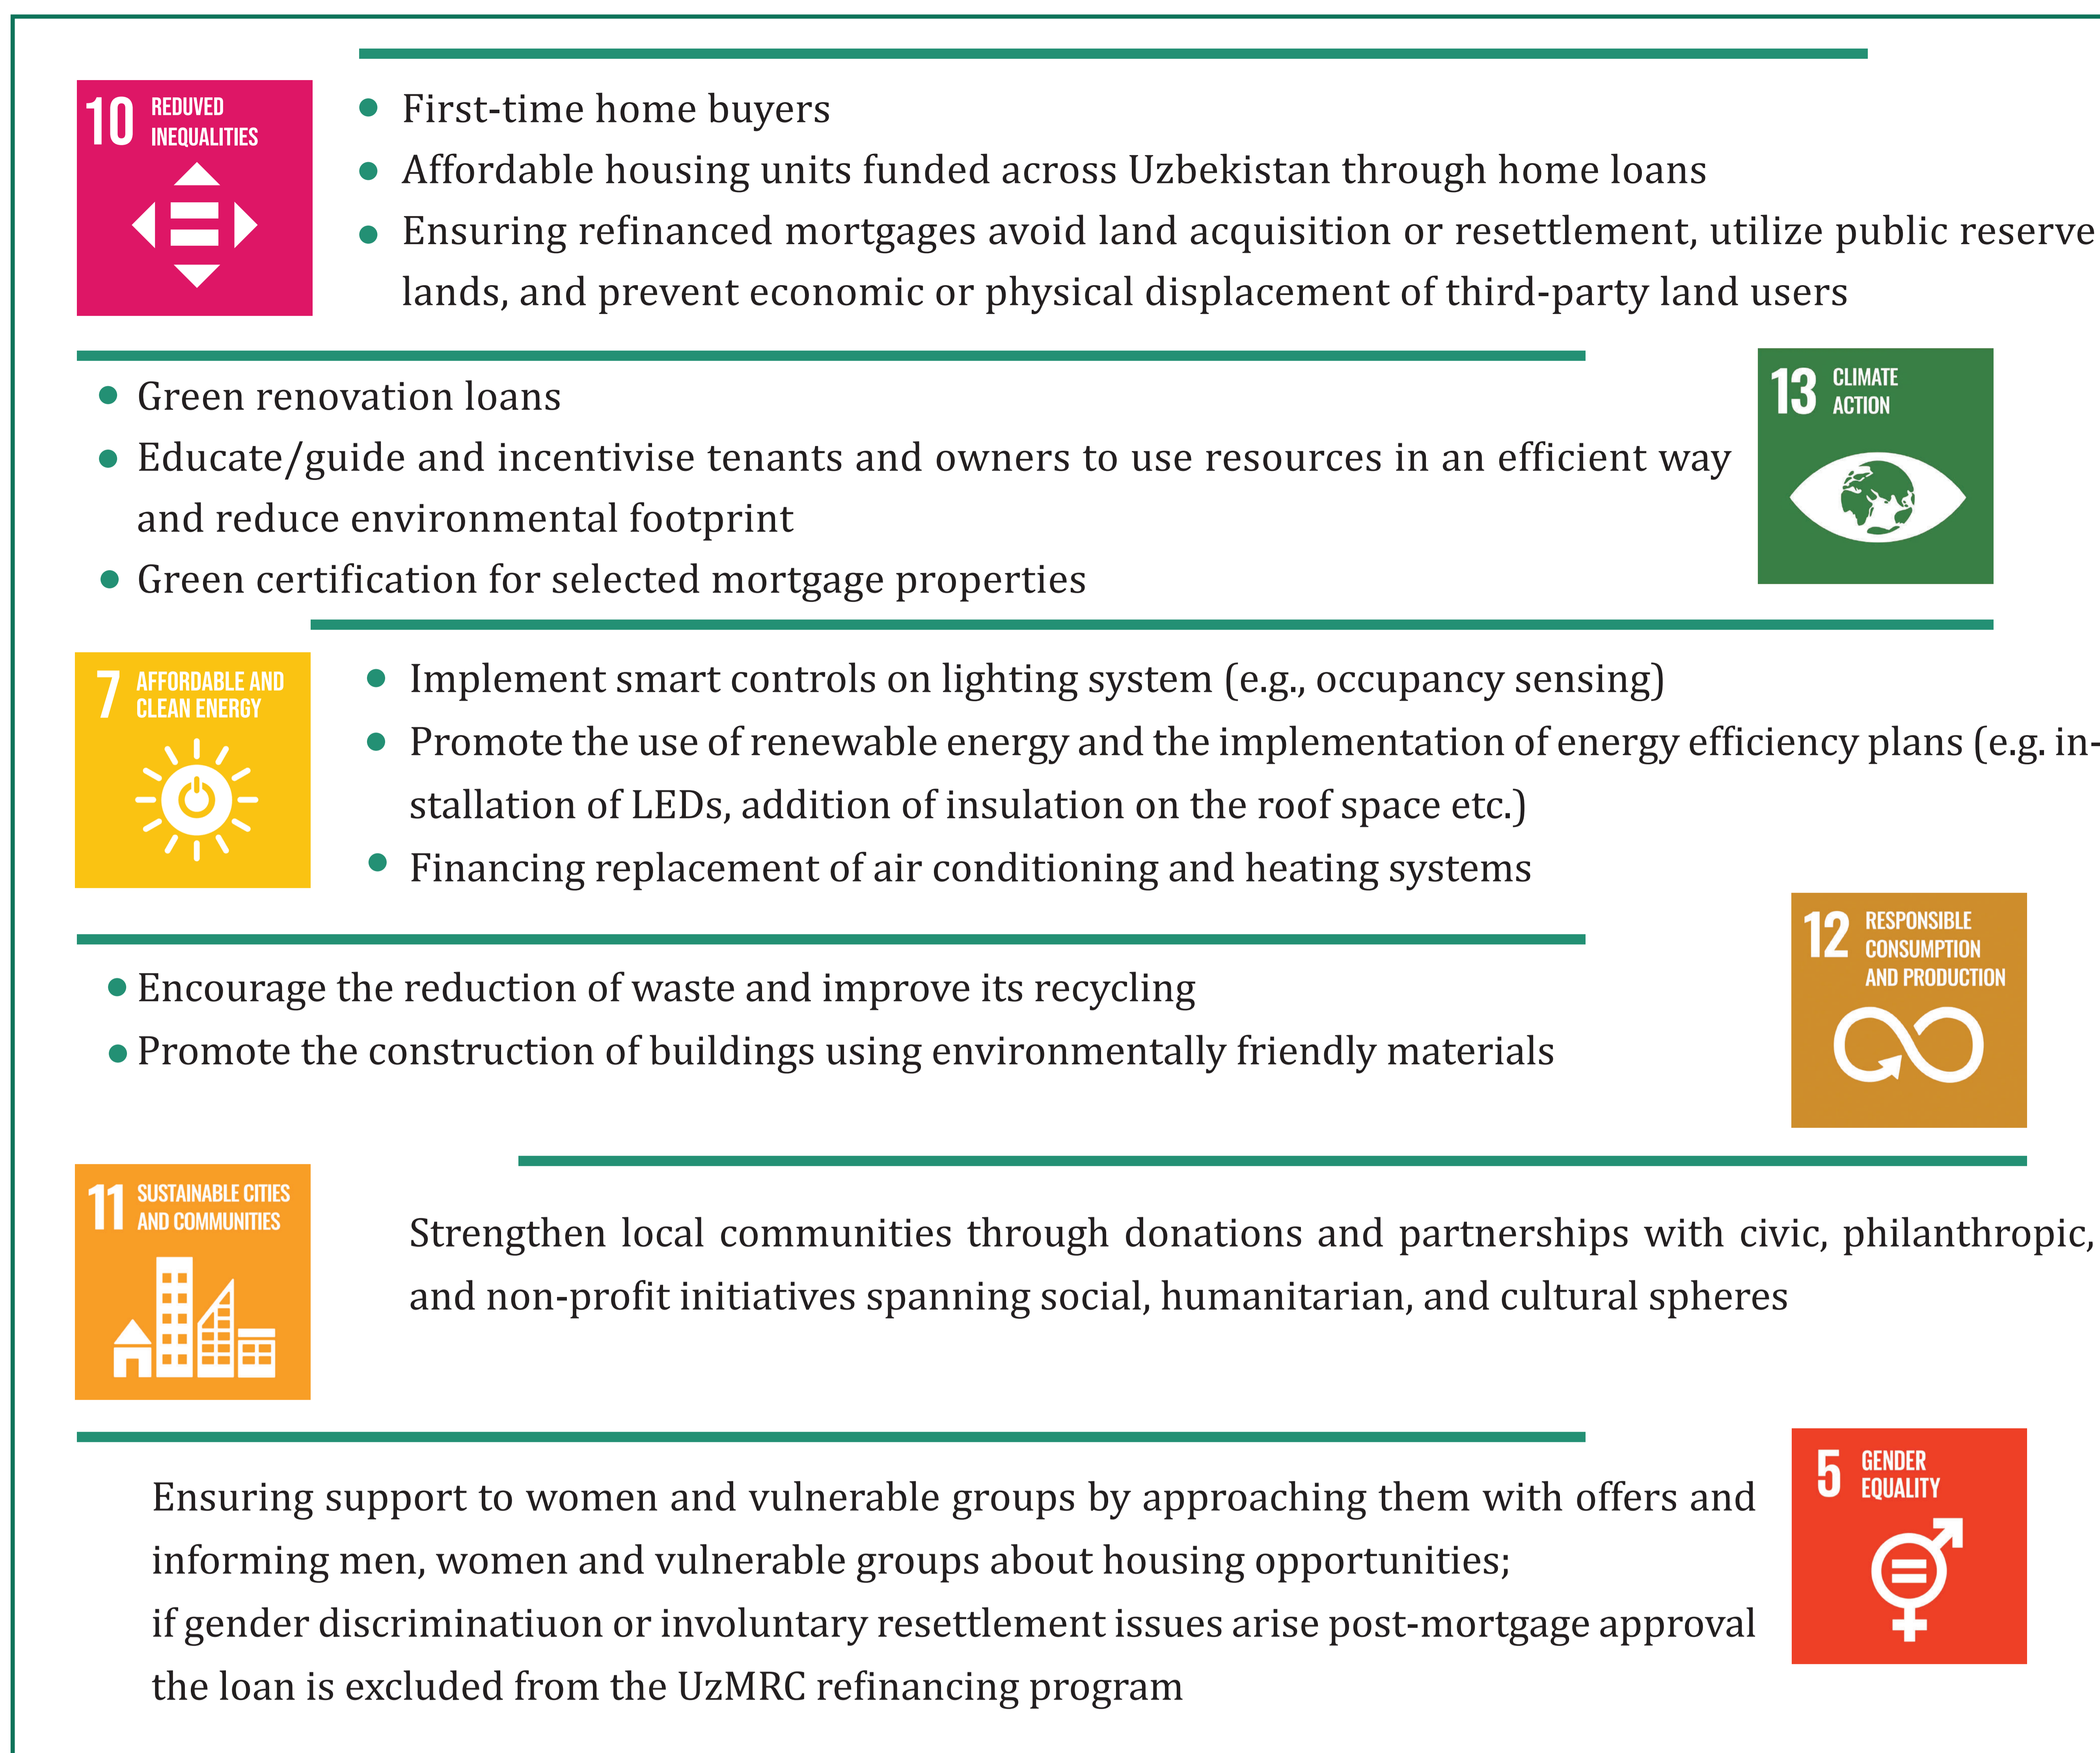 10 REDUVED
INEQUALITIES
• First-time home buyers
• Affordable housing units funded across Uzbekistan through home loans
• Ensuring refinanced mortgages avoid land acquisition or resettlement, utilize public reserve
lands, and prevent economic or physical displacement of third-party land users
• Green renovation loans
• Educate/guide and incentivise tenants and owners to use resources in an efficient way
and reduce environmental footprint
• Green certification for selected mortgage properties
13 CLIMATE
ACTION
7 AFFORDABLE AND
CLEAN ENERGY
• Implement smart controls on lighting system (e.g., occupancy sensing)
• Promote the use of renewable energy and the implementation of energy efficiency plans (e.g. in-
stallation of LEDs, addition of insulation on the roof space etc.)
• Financing replacement of air conditioning and heating systems
• Encourage the reduction of waste and improve its recycling
• Promote the construction of buildings using environmentally friendly materials
12 RESPONSIBLE
CONSUMPTION
AND PRODUCTION
11 SUSTAINABLE CITIES
AND COMMUNITIES
Strengthen local communities through donations and partnerships with civic, philanthropic,
and non-profit initiatives spanning social, humanitarian, and cultural spheres
Ensuring support to women and vulnerable groups by approaching them with offers and
informing men, women and vulnerable groups about housing opportunities;
if gender discriminatiuon or involuntary resettlement issues arise post-mortgage approval
the loan is excluded from the UzMRC refinancing program
5 GENDER
EQUALITY